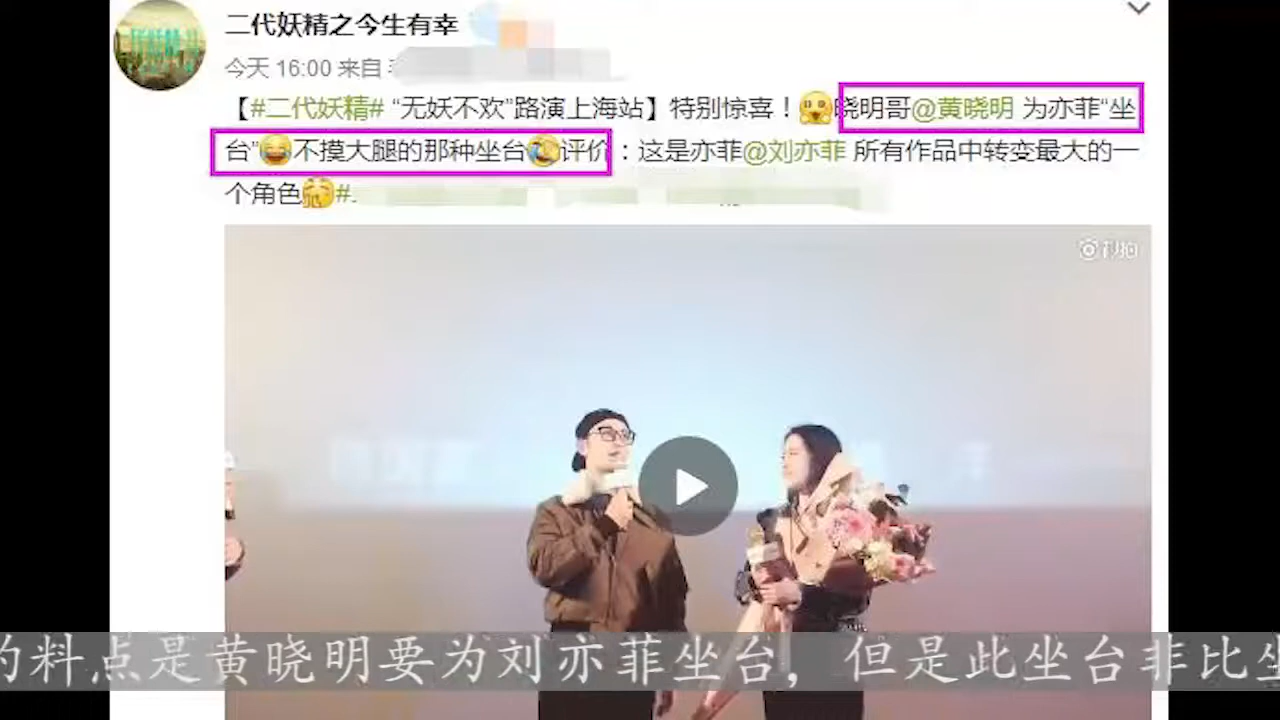 二代妖精之今生有幸
今天 16:00 来自
【#二代妖精# “无妖不欢”路演上海站】特别惊喜！晓明哥@黄晓明 为亦菲“坐
台”不摸大腿的那种坐台评价：这是亦菲@刘亦菲 所有作品中转变最大的一
个角色#
秒拍
的料点是黄晓明要为刘亦菲坐台，但是此坐台非比坐